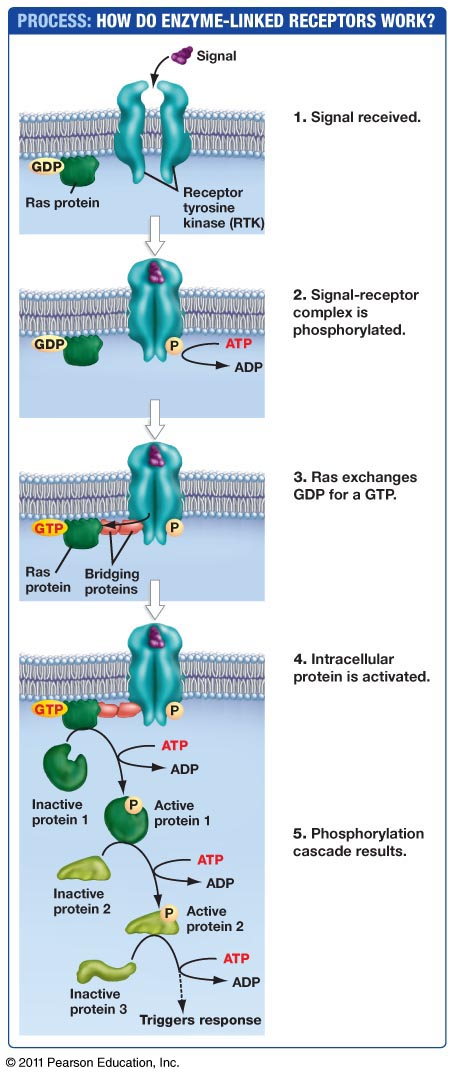 PROCESS: HOW DO ENZYME-LINKED RECEPTORS WORK?
Signal
1. Signal received.
GDP
Ras protein
Receptor
tyrosine
kinase (RTK)
2. Signal-receptor
complex is
phosphorylated.
GDP
P
ATP
ADP
3. Ras exchanges
GDP for a GTP.
GTP
P
Ras
protein
Bridging
proteins
4. Intracellular
protein is activated.
GTP
P
ATP
ADP
Inactive
protein 1
P
Active
protein 1
5. Phosphorylation
cascade results.
ATP
ADP
Inactive
protein 2
P
Active
protein 2
ATP
ADP
Inactive
protein 3
Triggers response
© 2011 Pearson Education, Inc.